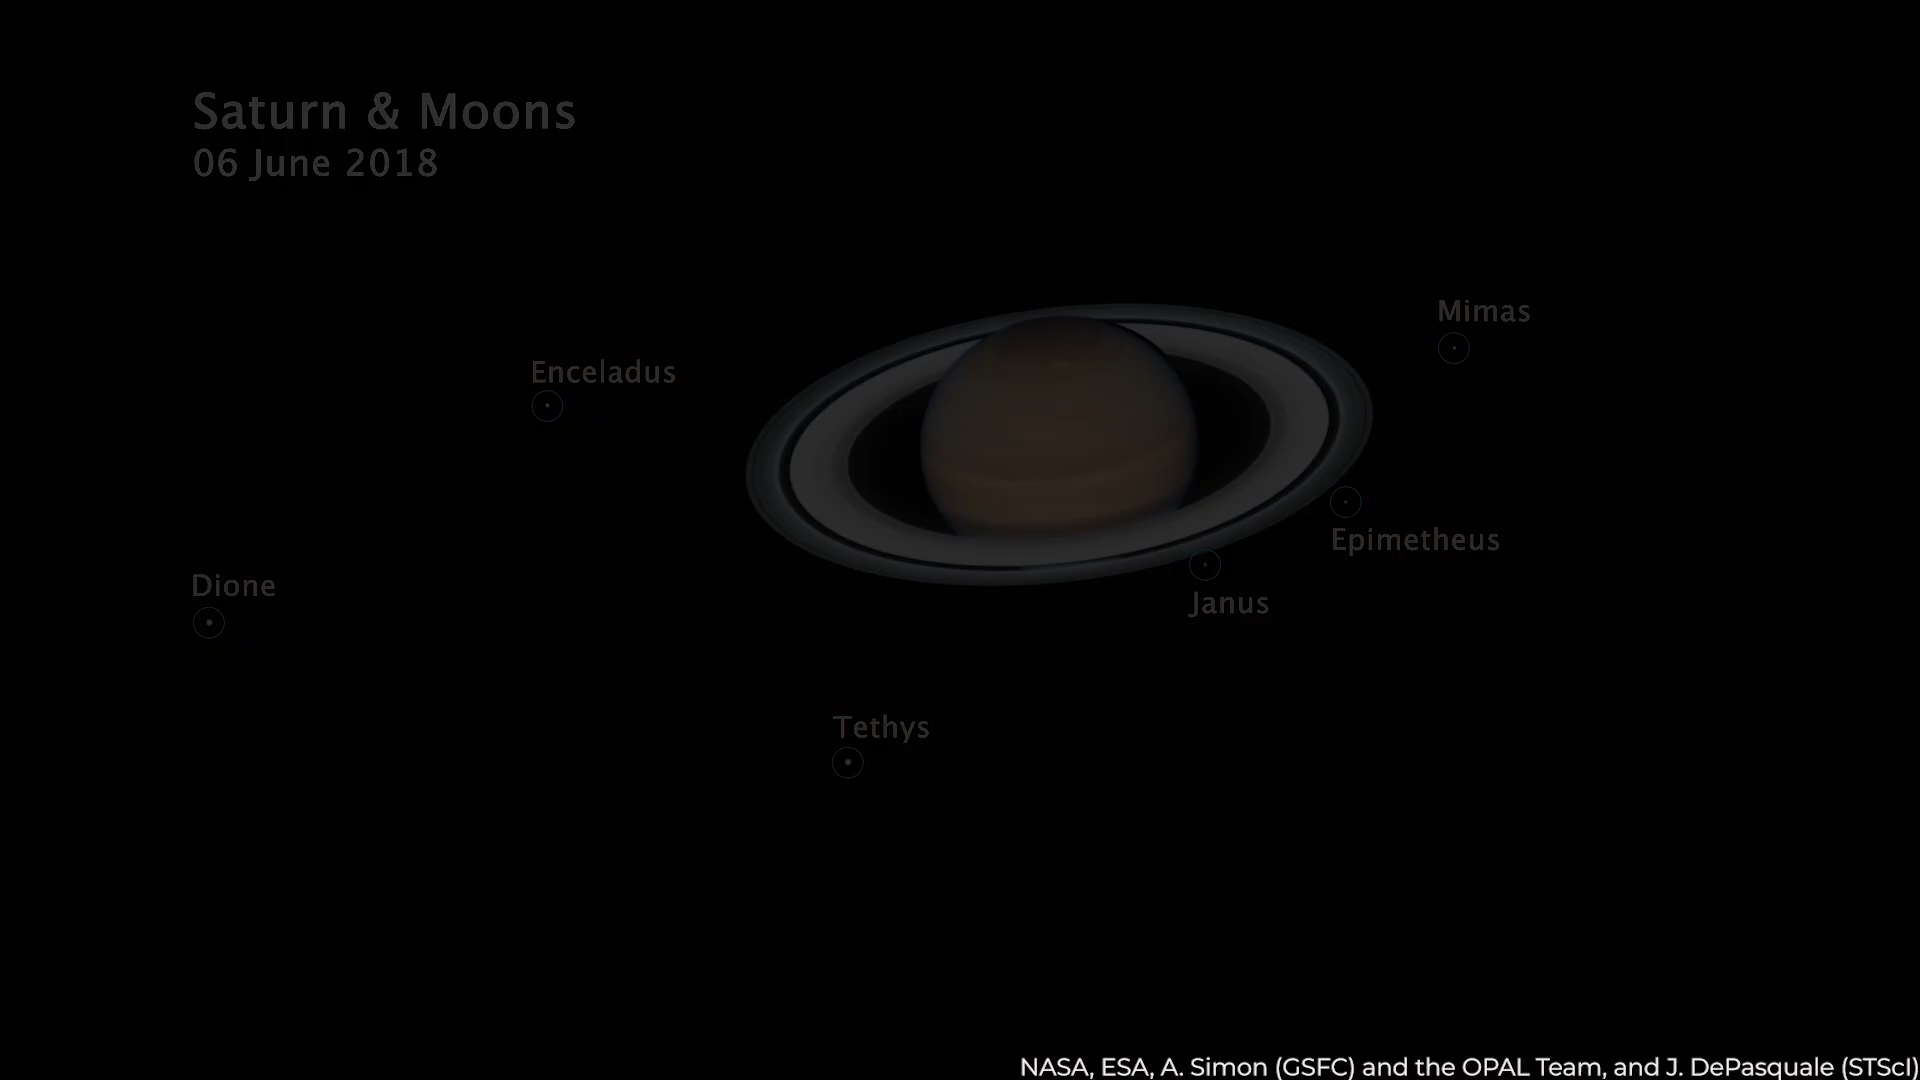 Saturn & Moons
06 June 2018
Mimas
Enceladus
Epimetheus
Dione
Janus
Tethys
NASA, ESA, A. Simon (GSFC) and the OPAL Team, and J. DePasquale (STScI)